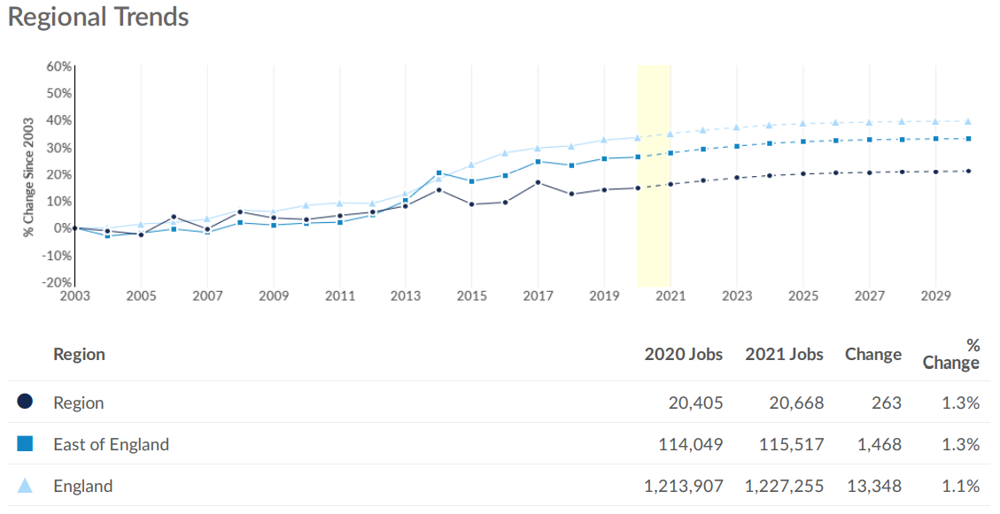 Regional Trends
60%
50%
40%
30%
20%
10%
0%
-10%
-20%
% Change Since 2003
2003 2005 2007 2009 2011 2013 2015 2017 2019 2021 2023 2025 2027 2029
Region 2020 Jobs 2021 Jobs Change % Change
Region 20,405 20,668 263 1.3%
East of England 114,049 115,517 1,468 1.3%
England 1,213,907 1,227,255 13,348 1.1%